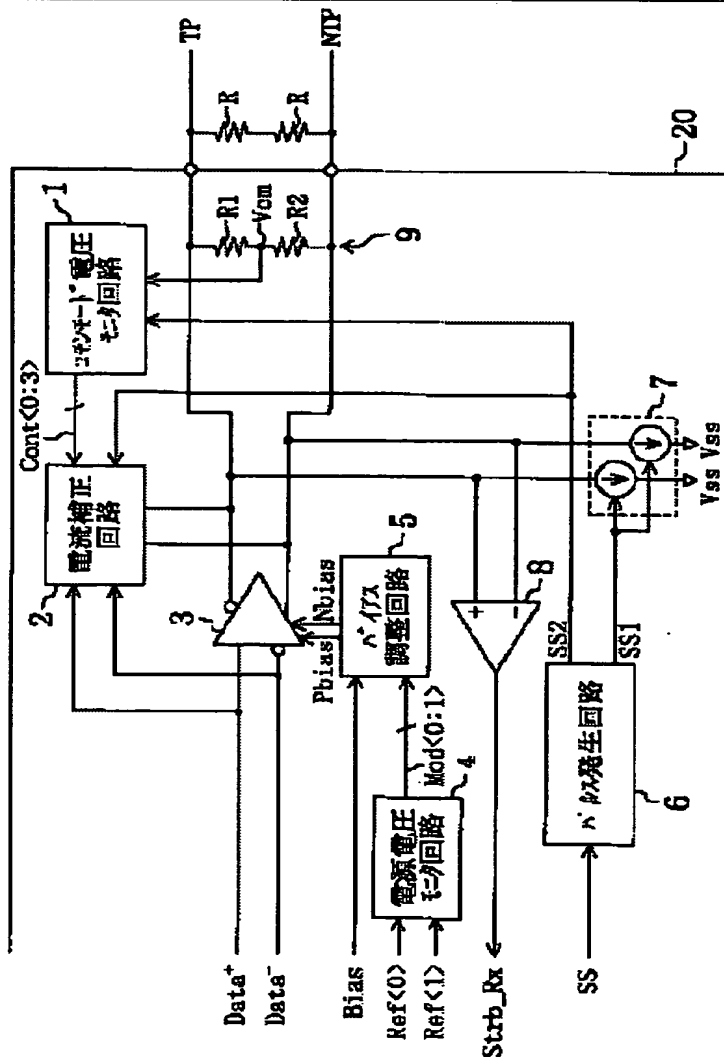 TP
NTP
R
R
20
1
コモンモード電圧
モニタ回路
R1
Vcm
R2
9
Cont<0:3>
電流補正
回路
2
3
Pbias
Nbias
5
バイアス
調整回路
7
Vss
Vss
8
+
-
Mod<0:1>
4
電源電圧
モニタ回路
SS2
SS1
パルス発生回路
6
Data+
Data-
Bias
Ref<0>
Ref<1>
Strb_Rx
SS